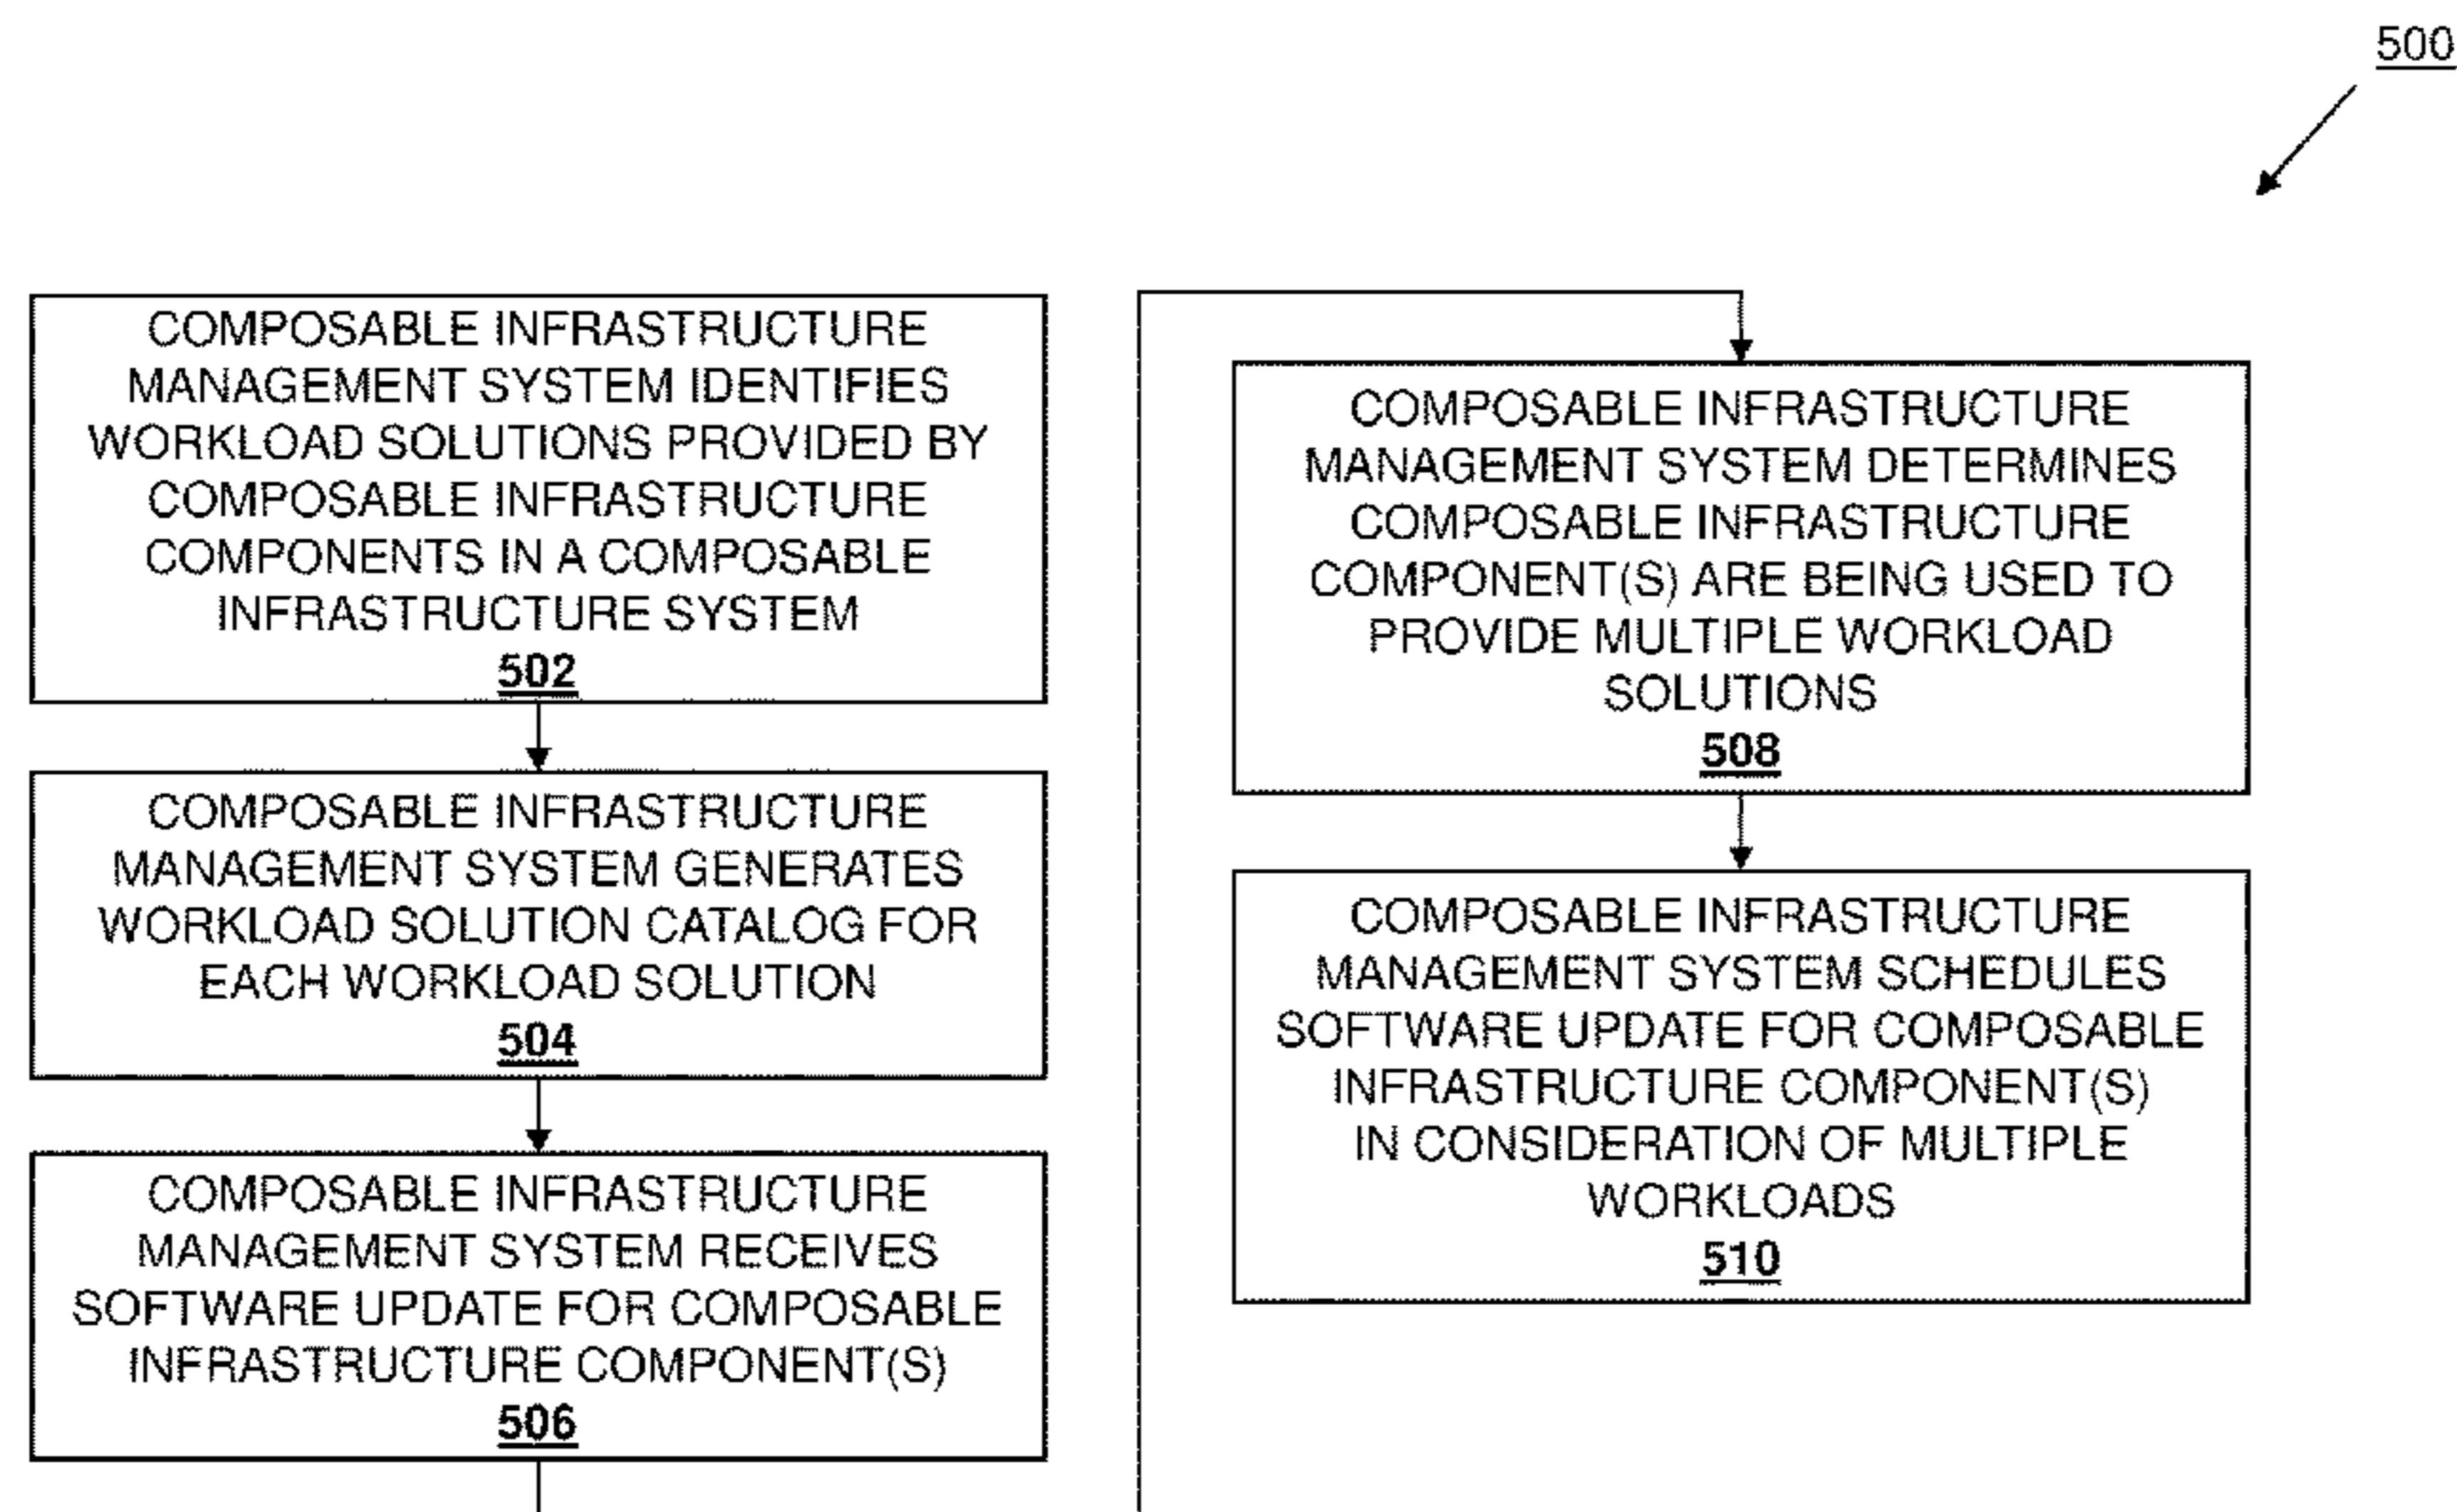 500
COMPOSABLE INFRASTRUCTURE
MANAGEMENT SYSTEM IDENTIFIES
WORKLOAD SOLUTIONS PROVIDED BY
COMPOSABLE INFRASTRUCTURE
COMPONENTS IN A COMPOSABLE
INFRASTRUCTURE SYSTEM
502
COMPOSABLE INFRASTRUCTURE
MANAGEMENT SYSTEM GENERATES
WORKLOAD SOLUTION CATALOG FOR
EACH WORKLOAD SOLUTION
504
COMPOSABLE INFRASTRUCTURE
MANAGEMENT SYSTEM RECEIVES
SOFTWARE UPDATE FOR COMPOSABLE
INFRASTRUCTURE COMPONENT(S)
506
COMPOSABLE INFRASTRUCTURE
MANAGEMENT SYSTEM DETERMINES
COMPOSABLE INFRASTRUCTURE
COMPONENT(S) ARE BEING USED TO
PROVIDE MULTIPLE WORKLOAD
SOLUTIONS
508
COMPOSABLE INFRASTRUCTURE
MANAGEMENT SYSTEM SCHEDULES
SOFTWARE UPDATE FOR COMPOSABLE
INFRASTRUCTURE COMPONENT(S)
IN CONSIDERATION OF MULTIPLE
WORKLOADS
510